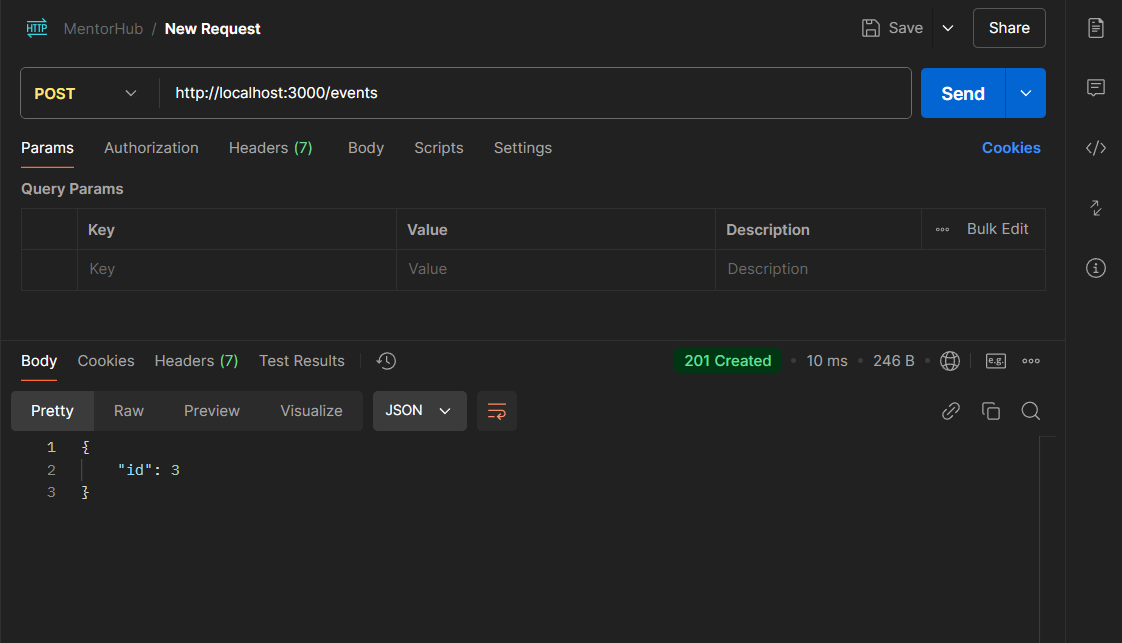 HTTP MentorHub / New Request Save Share
POST http://localhost:3000/events Send
Params Authorization Headers (7) Body Scripts Settings Cookies
Query Params
Key Value Description Bulk Edit
Key Value Description
Body Cookies Headers (7) Test Results 201 Created 10 ms 246 B e.g.
Pretty Raw Preview Visualize JSON
1 {
2 "id": 3
3 }